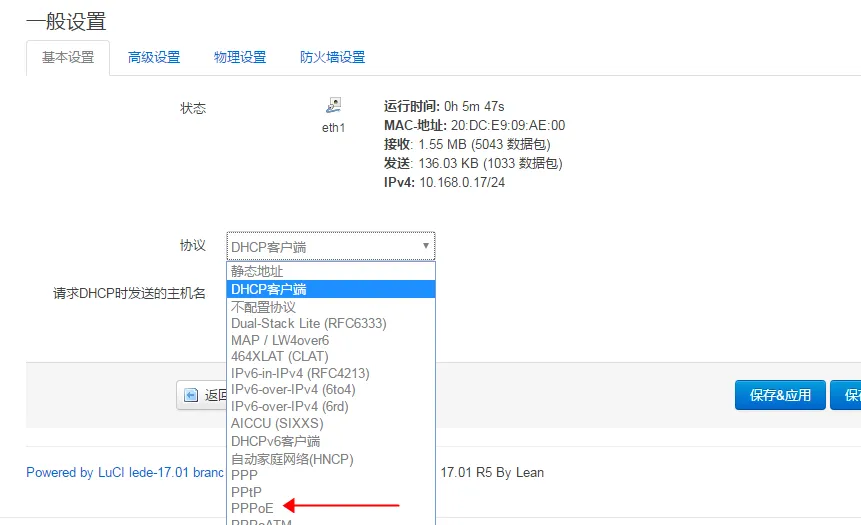 一般设置
基本设置 高级设置 物理设置 防火墙设置
状态
eth1
运行时间: 0h 5m 47s
MAC-地址: 20:DC:E9:09:AE:00
接收: 1.55 MB (5043 数据包)
发送: 136.03 KB (1033 数据包)
IPv4: 10.168.0.17/24
协议 DHCP客户端
请求DHCP时发送的主机名
静态地址
DHCP客户端
不配置协议
Dual-Stack Lite (RFC6333)
MAP / LW4over6
464XLAT (CLAT)
IPv6-in-IPv4 (RFC4213)
IPv6-over-IPv4 (6to4)
IPv6-over-IPv4 (6rd)
AICCU (SIXXS)
DHCPv6客户端
自动家庭网络(HNCP)
PPP
PPtP
PPPoE
PPPoATM
返回 保存&应用 保
Powered by LuCI lede-17.01 branc 17.01 R5 By Lean